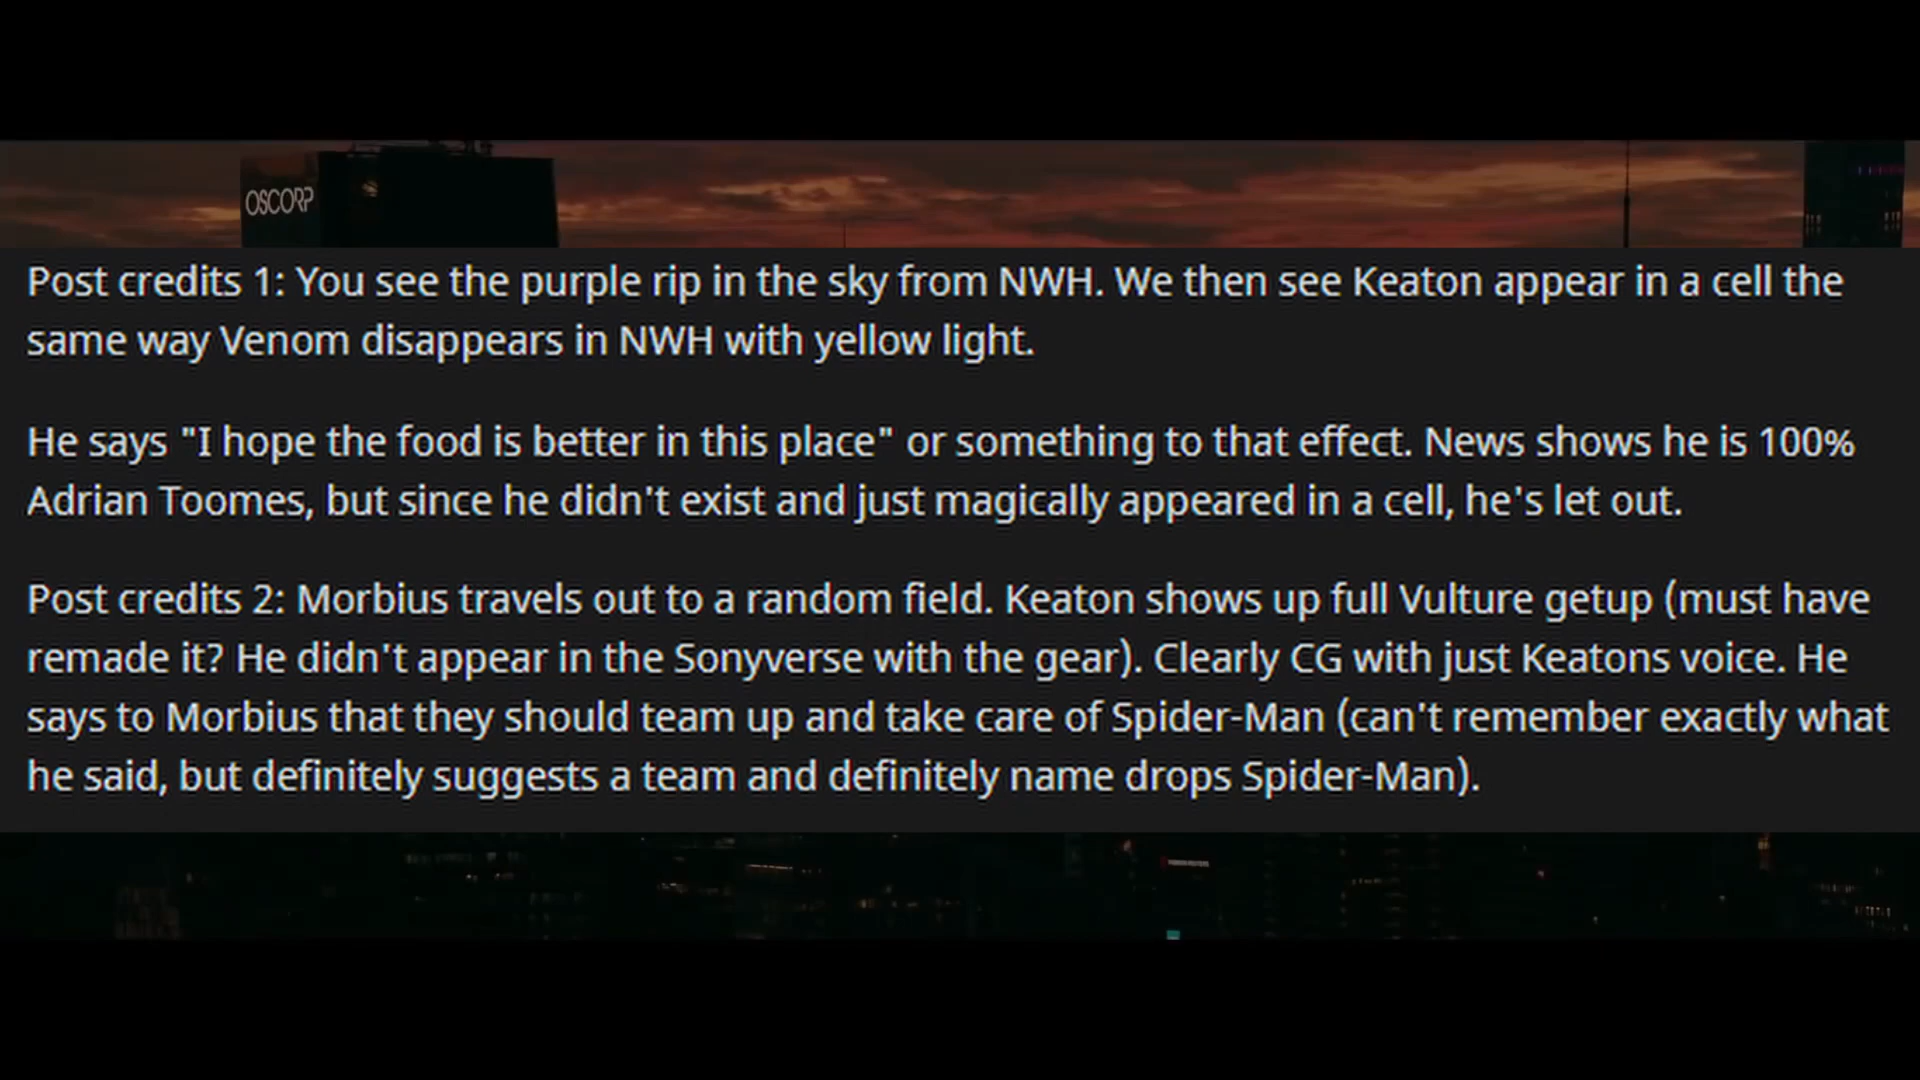 OSCORP
Post credits 1: You see the purple rip in the sky from NWH. We then see Keaton appear in a cell the
same way Venom disappears in NWH with yellow light.
He says "I hope the food is better in this place" or something to that effect. News shows he is 100%
Adrian Toomes, but since he didn't exist and just magically appeared in a cell, he's let out.
Post credits 2: Morbius travels out to a random field. Keaton shows up full Vulture getup (must have
remade it? He didn't appear in the Sonyverse with the gear). Clearly CG with just Keatons voice. He
says to Morbius that they should team up and take care of Spider-Man (can't remember exactly what
he said, but definitely suggests a team and definitely name drops Spider-Man).